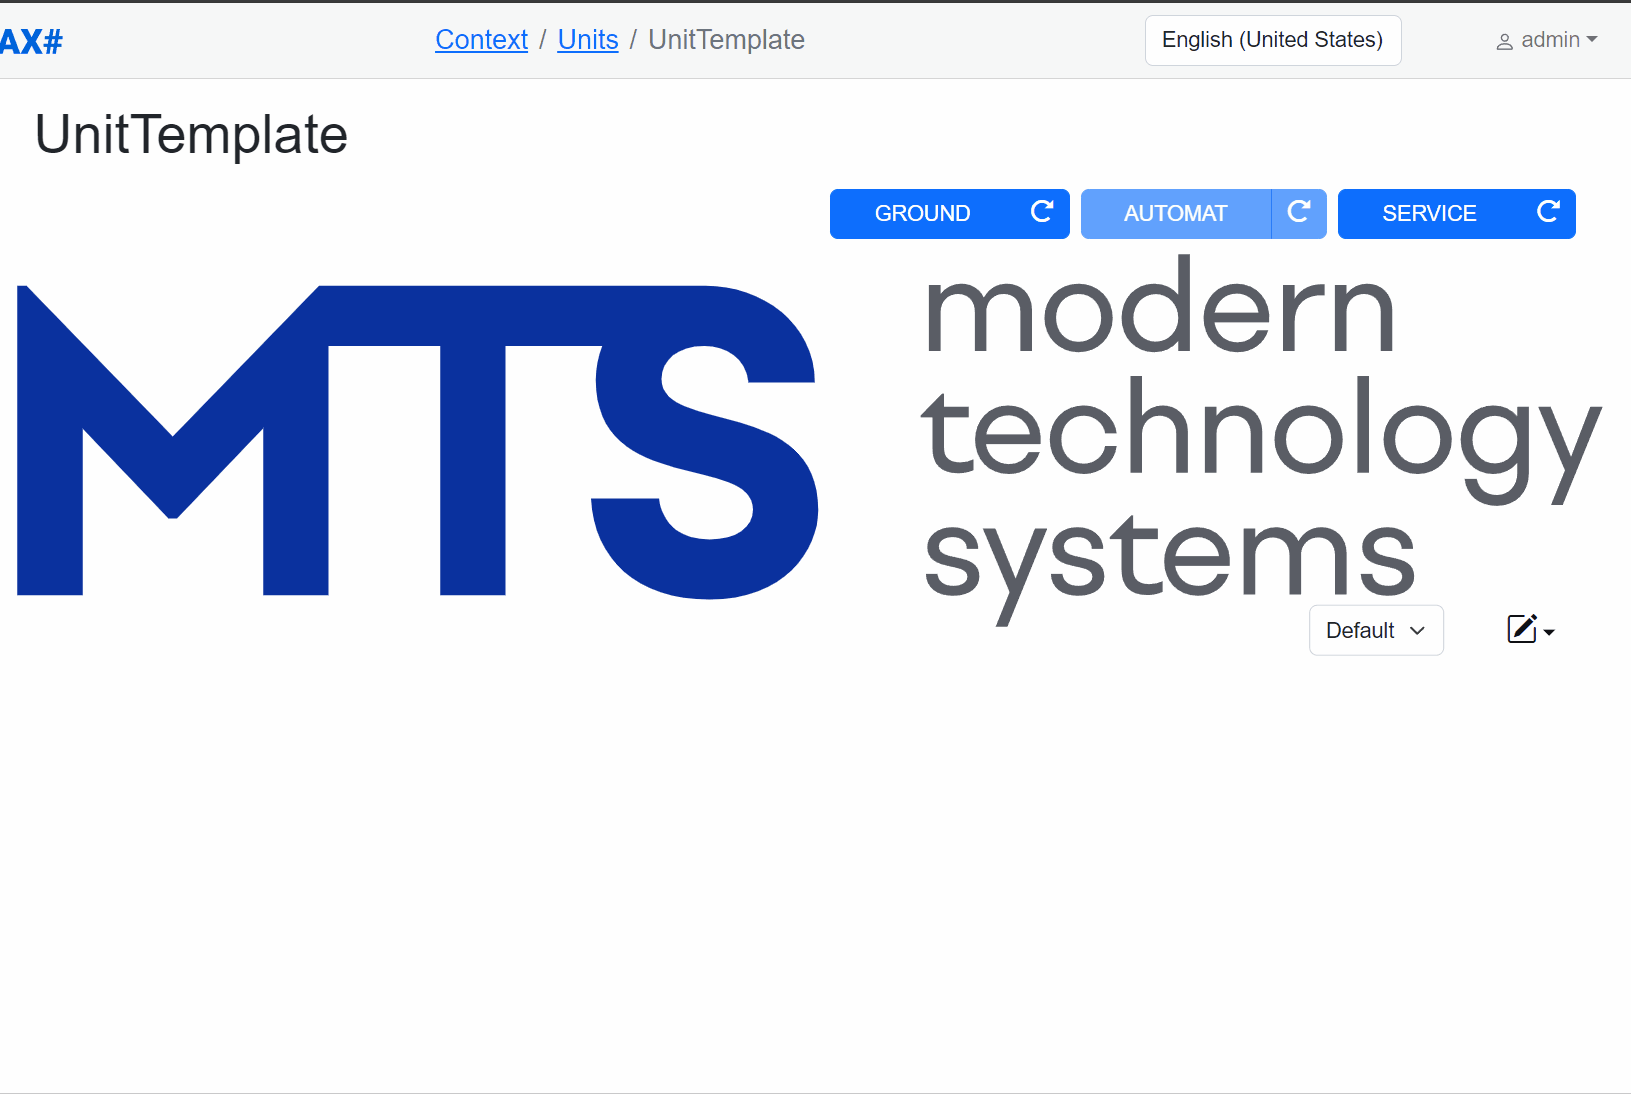 AX#
Context / Units / UnitTemplate
English (United States)
admin
UnitTemplate
GROUND
AUTOMAT
SERVICE
MTS
modern
technology
systems
Default